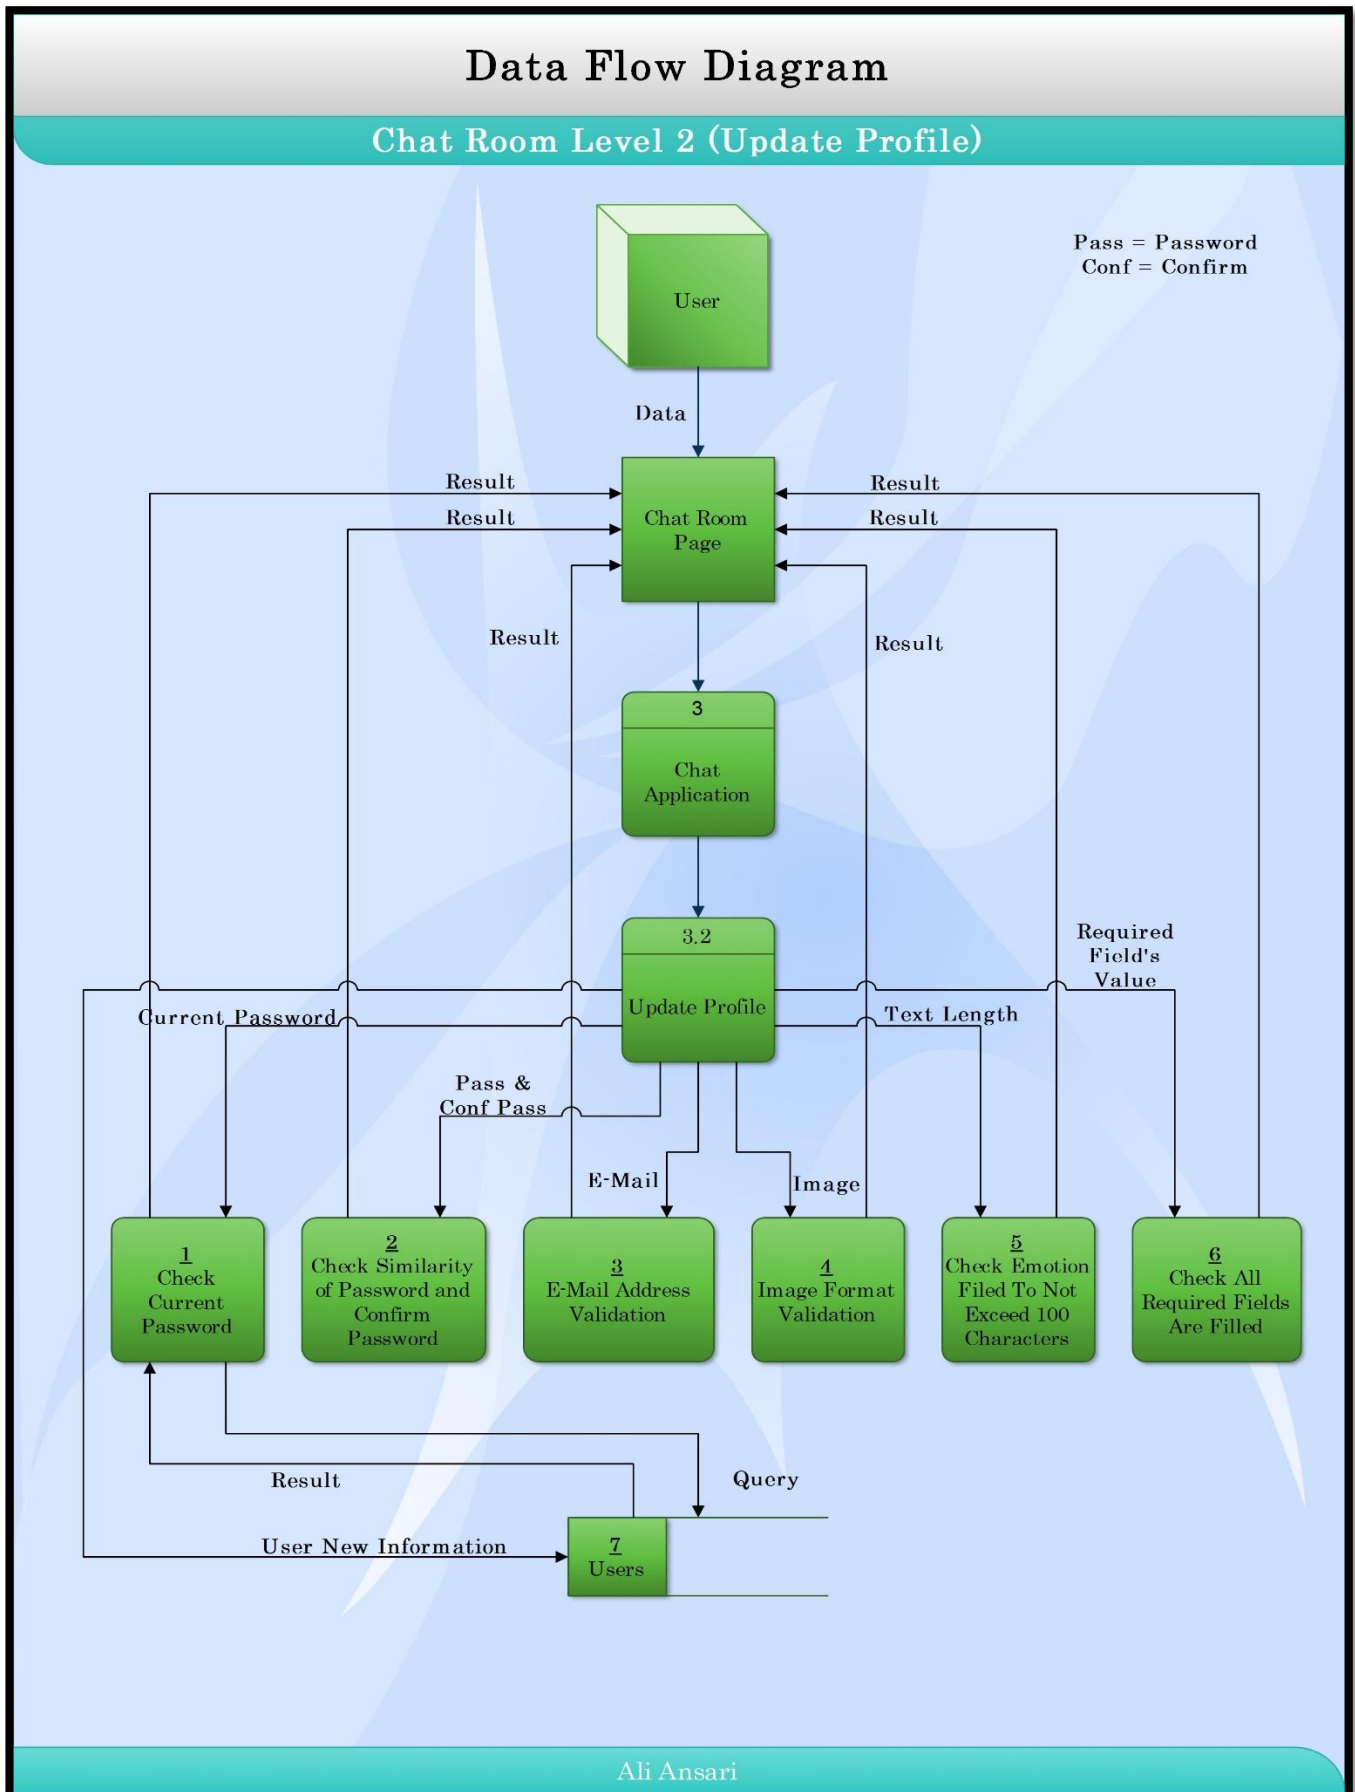 Data Flow Diagram
Chat Room Level 2 (Update Profile)
Pass = Password
Conf = Confirm
User
Data
Result
Result
Result
Result
Chat Room
Page
Result
Result
3
Chat
Application
3.2
Update Profile
Required
Field's
Value
Current Password
Text Length
Pass &
Conf Pass
E-Mail
Image
1
Check
Current
Password
2
Check Similarity
of Password and
Confirm
Password
3
E-Mail Address
Validation
4
Image Format
Validation
5
Check Emotion
Filed To Not
Exceed 100
Characters
6
Check All
Required Fields
Are Filled
Result
Query
User New Information
7
Users
Ali Ansari